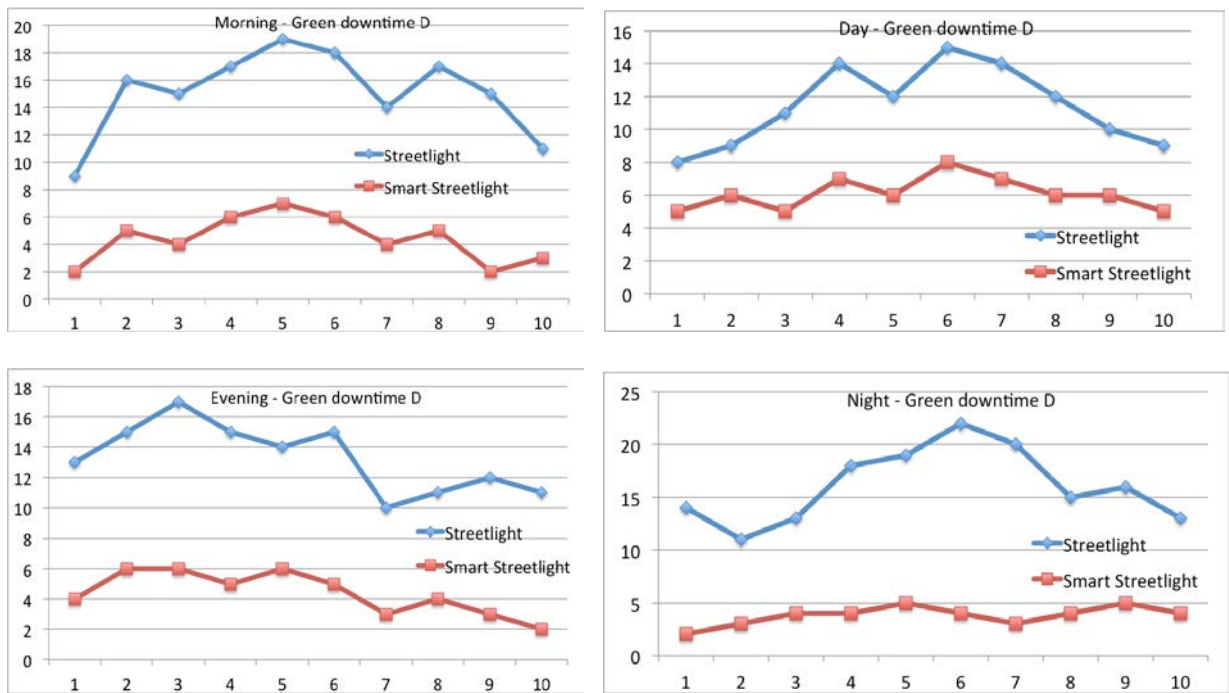 Morning - Green downtime D
20
18
16
14
12
10
8
6
4
2
0
Streetlight
Smart Streetlight
1 2 3 4 5 6 7 8 9 10
Day - Green downtime D
16
14
12
10
8
6
4
2
0
Streetlight
Smart Streetlight
1 2 3 4 5 6 7 8 9 10
Evening - Green downtime D
18
16
14
12
10
8
6
4
2
0
Streetlight
Smart Streetlight
1 2 3 4 5 6 7 8 9 10
Night - Green downtime D
25
20
15
10
5
0
Streetlight
Smart Streetlight
1 2 3 4 5 6 7 8 9 10